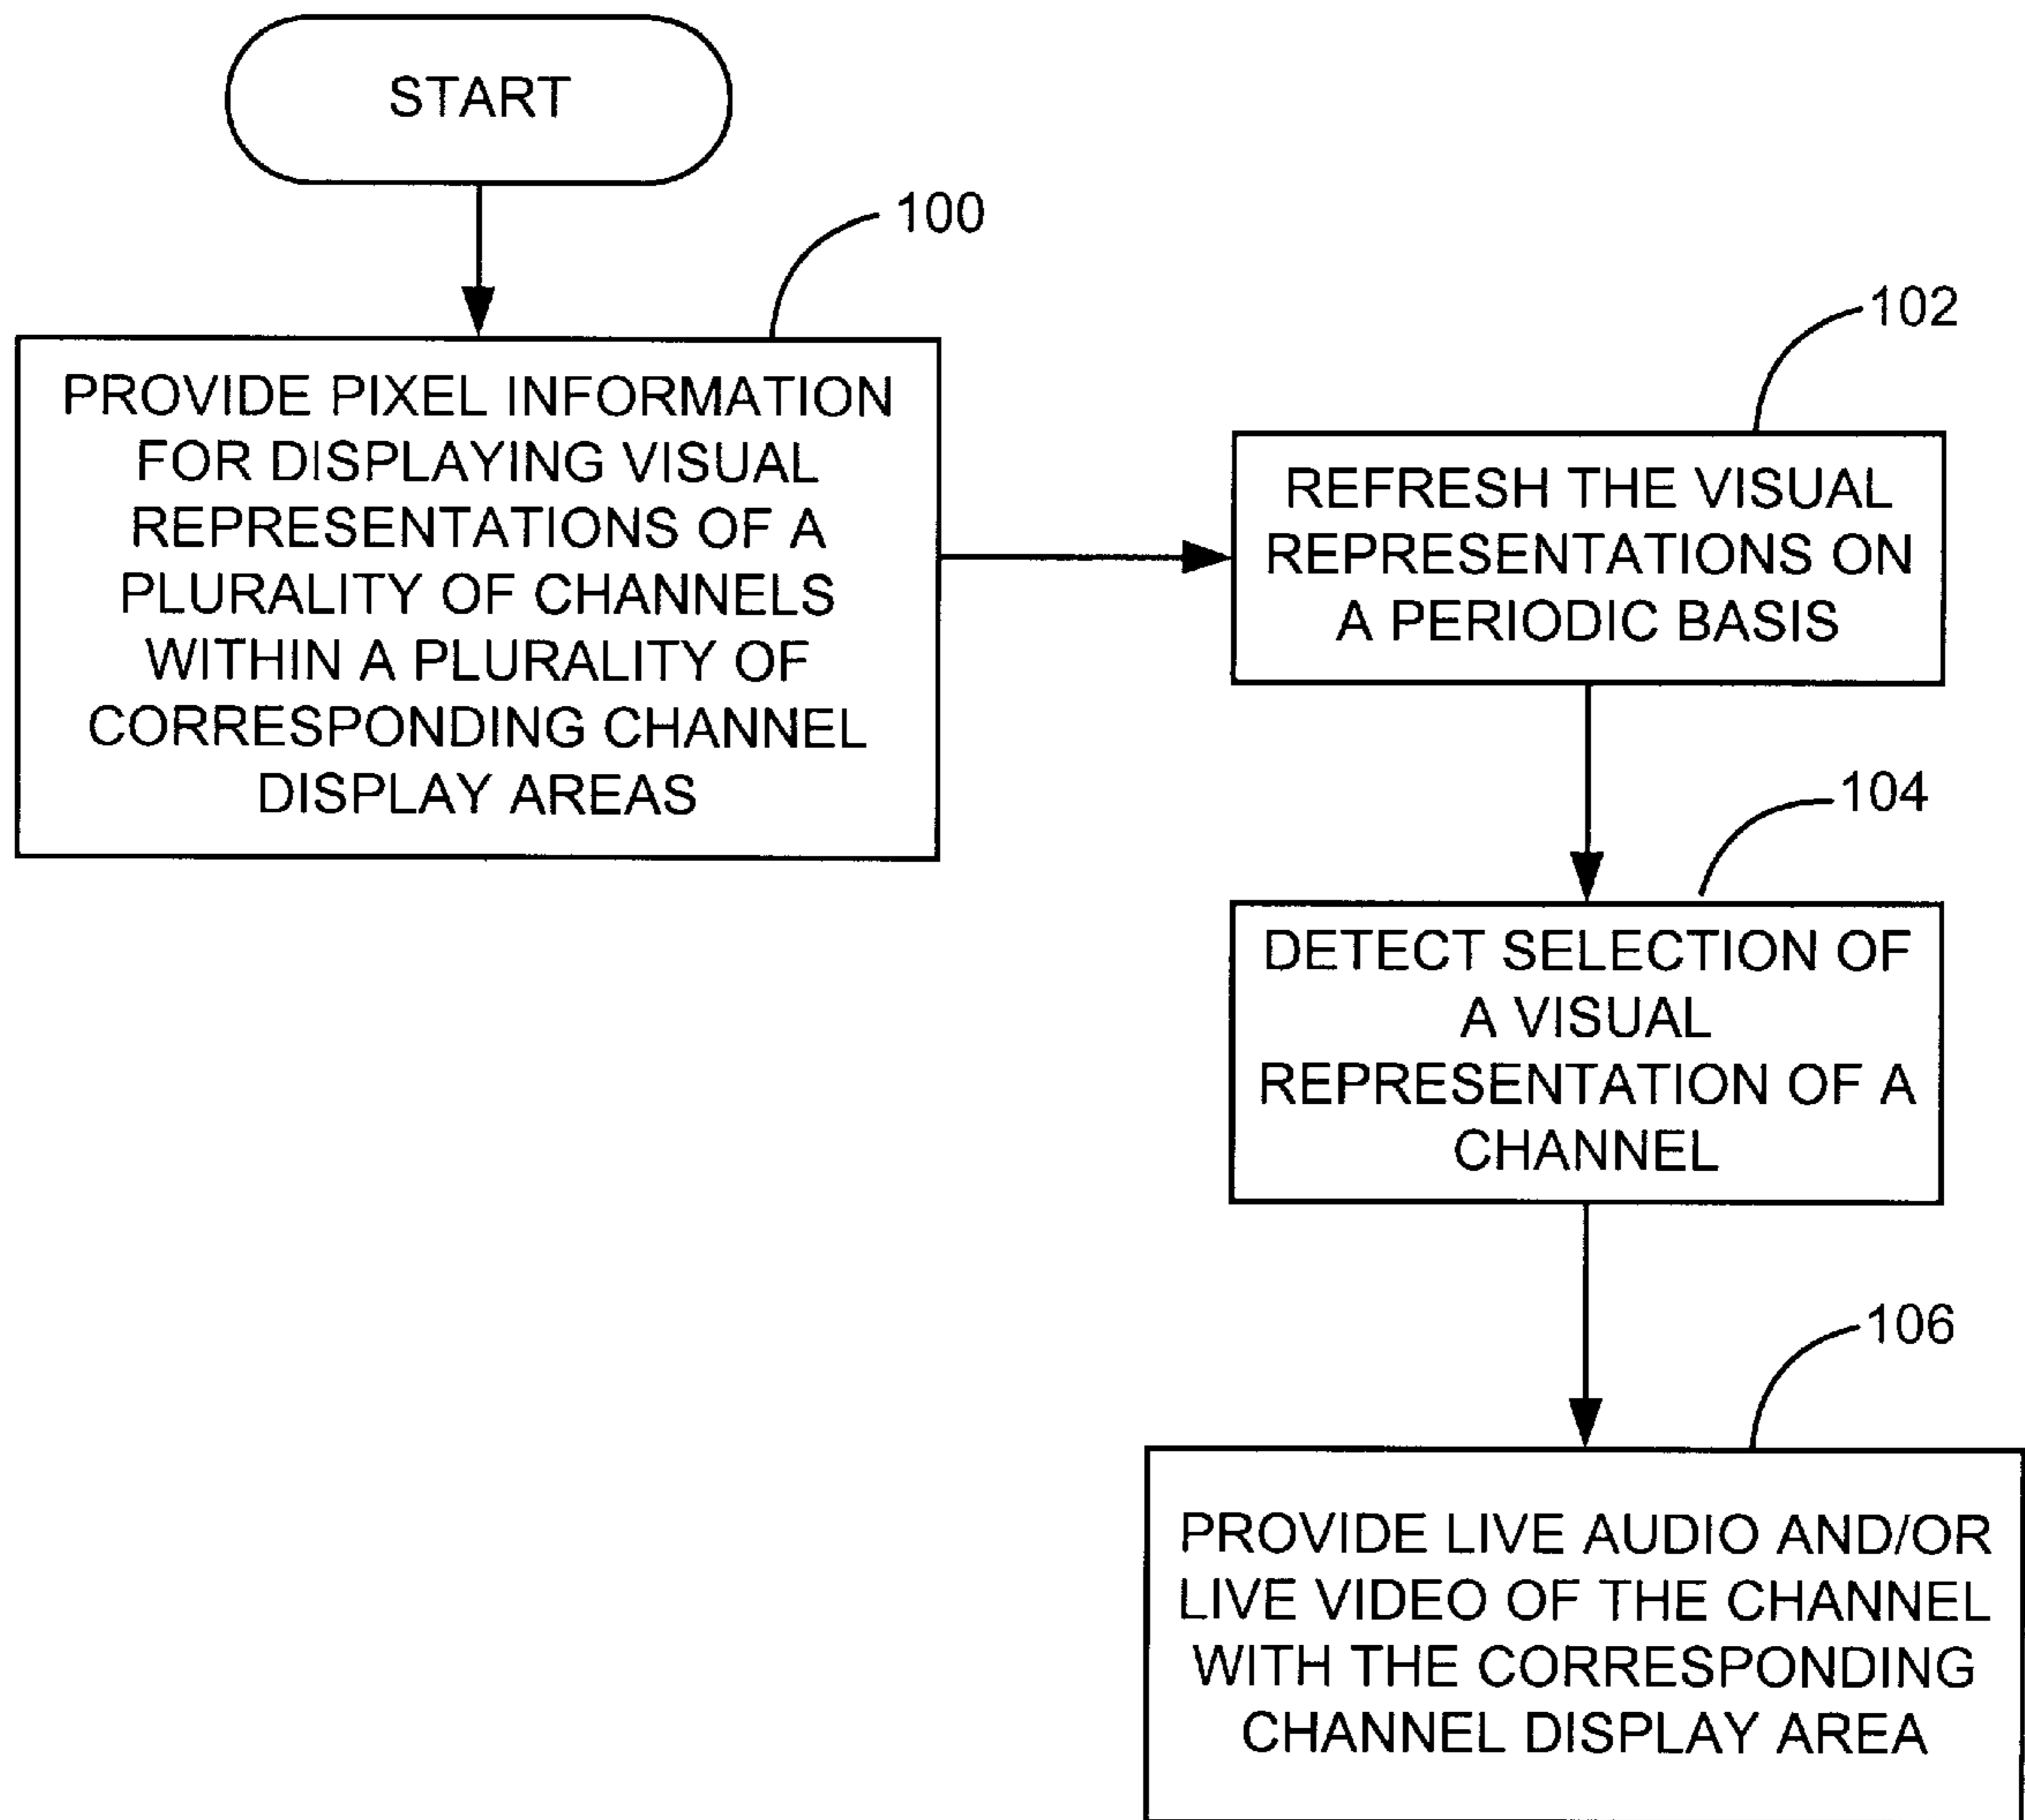 START
100
PROVIDE PIXEL INFORMATION
FOR DISPLAYING VISUAL
REPRESENTATIONS OF A
PLURALITY OF CHANNELS
WITHIN A PLURALITY OF
CORRESPONDING CHANNEL
DISPLAY AREAS
102
REFRESH THE VISUAL
REPRESENTATIONS ON
A PERIODIC BASIS
104
DETECT SELECTION OF
A VISUAL
REPRESENTATION OF A
CHANNEL
106
PROVIDE LIVE AUDIO AND/OR
LIVE VIDEO OF THE CHANNEL
WITH THE CORRESPONDING
CHANNEL DISPLAY AREA